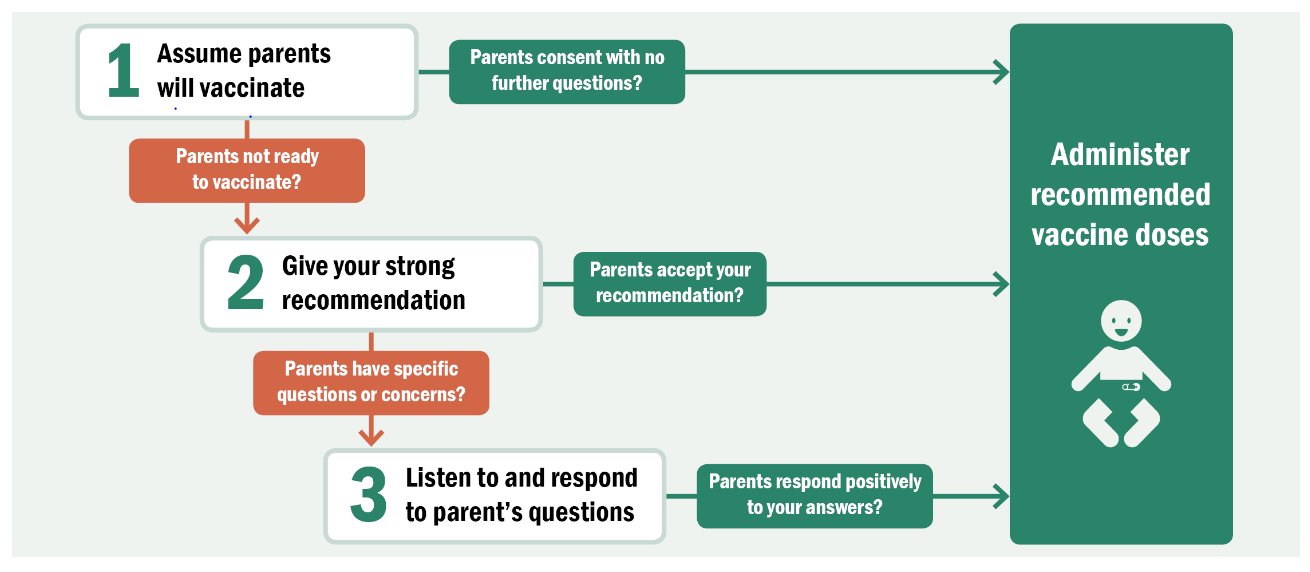 1
Assume parents
will vaccinate
Parents consent with no
further questions?
Parents not ready
to vaccinate?
2
Give your strong
recommendation
Parents accept your
recommendation?
Parents have specific
questions or concerns?
3
Listen to and respond
to parent’s questions
Parents respond positively
to your answers?
Administer
recommended
vaccine doses